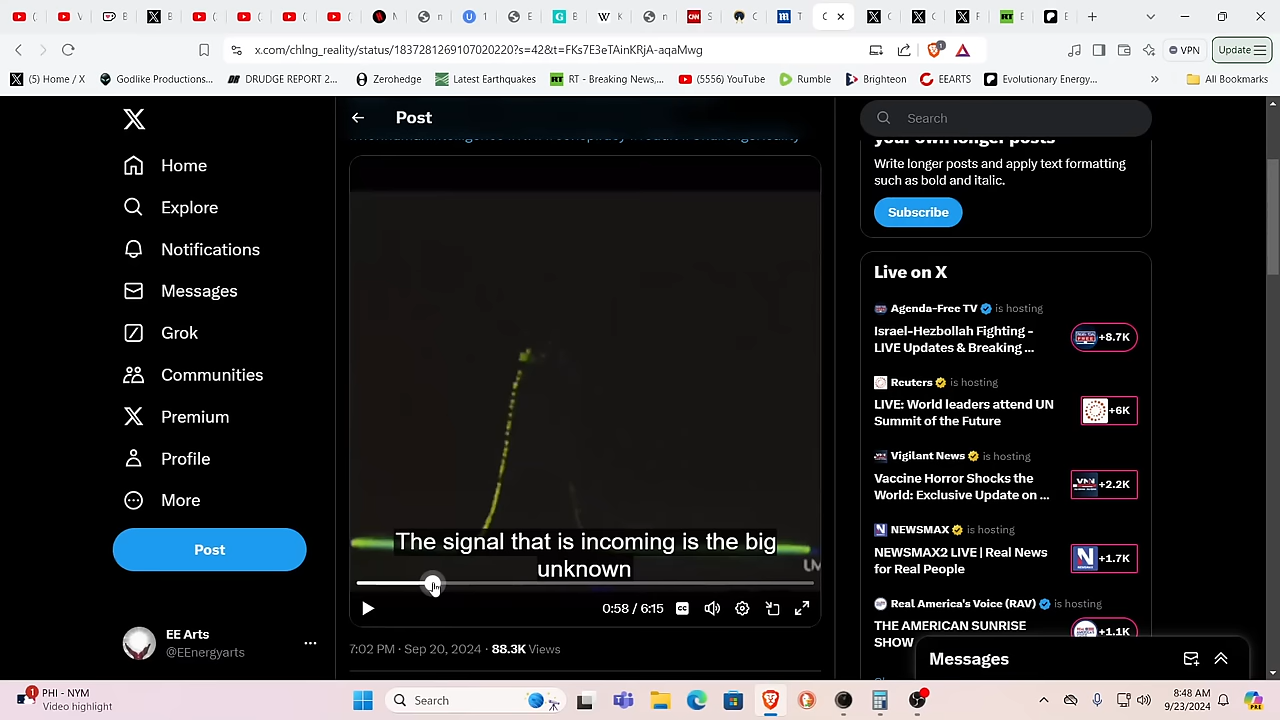 x.com/chlng_reality/status/1837281269107020220?s=42&t=FKs7E3eTAinKRjA-aqaMwg
VPN
Update
(5) Home / X
Godlike Productions...
DRUDGE REPORT 2...
Zerohedge
Latest Earthquakes
RT - Breaking News,...
(5556) YouTube
Rumble
Brighteon
EEARTS
Evolutionary Energy...
All Bookmarks
Home
Explore
Notifications
Messages
Grok
Communities
Premium
Profile
More
Post
EE Arts
@EEnergyarts
Post
The signal that is incoming is the big
unknown
0:58 / 6:15
7:02 PM · Sep 20, 2024 · 88.3K Views
Search
your own longer posts
Write longer posts and apply text formatting
such as bold and italic.
Subscribe
Live on X
Agenda-Free TV is hosting
Israel-Hezbollah Fighting -
LIVE Updates & Breaking ...
+8.7K
Reuters is hosting
LIVE: World leaders attend UN
Summit of the Future
+6K
Vigilant News is hosting
Vaccine Horror Shocks the
World: Exclusive Update on ...
+2.2K
NEWSMAX is hosting
NEWSMAX2 LIVE | Real News
for Real People
+1.7K
Real America's Voice (RAV) is hosting
THE AMERICAN SUNRISE
SHOW
+1.1K
Messages
1
PHI - NYM
Video highlight
Search
8:48 AM
9/23/2024